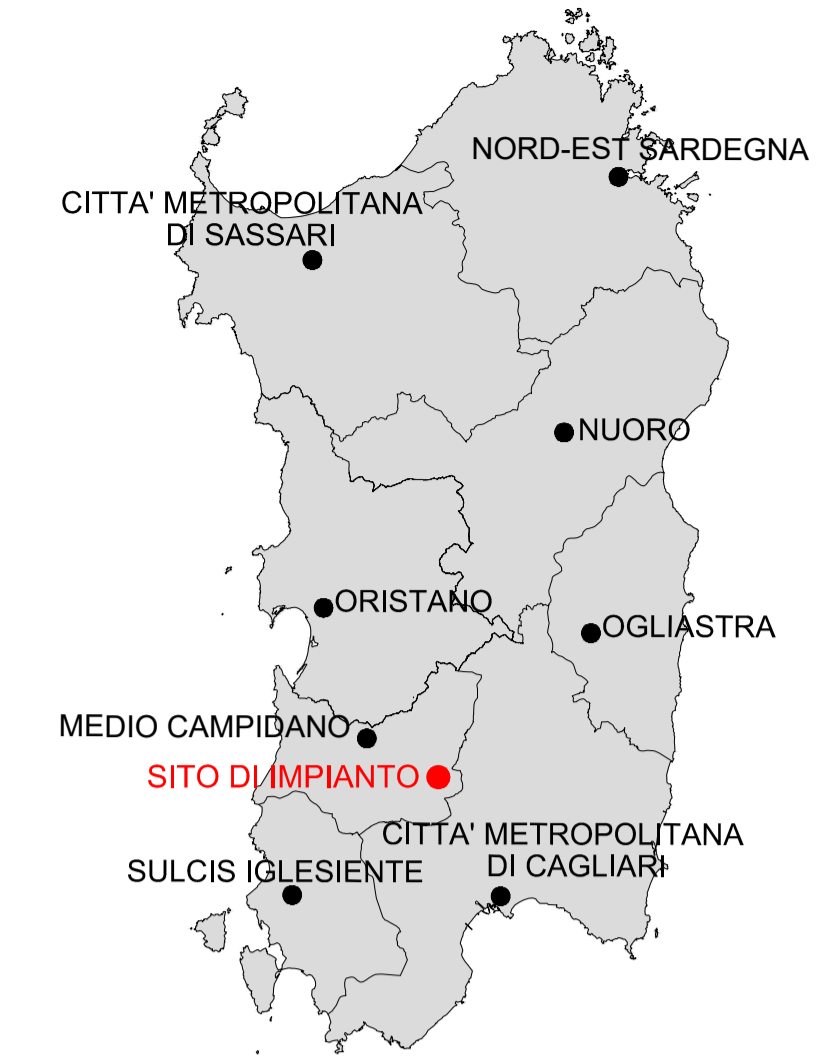 NORD-EST SARDEGNA
CITTA' METROPOLITANA
DI SASSARI
NUORO
ORISTANO
OGLIASTRA
MEDIO CAMPIDANO
SITO DI IMPIANTO
CITTA' METROPOLITANA
DI CAGLIARI
SULCIS IGLESIENTE